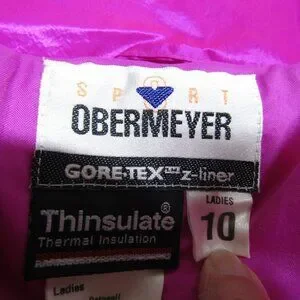 SPORT
OBERMEYER
GORE-TEX z-liner
LADIES
10
Thinsulate®
Thermal Insulation
Ladies